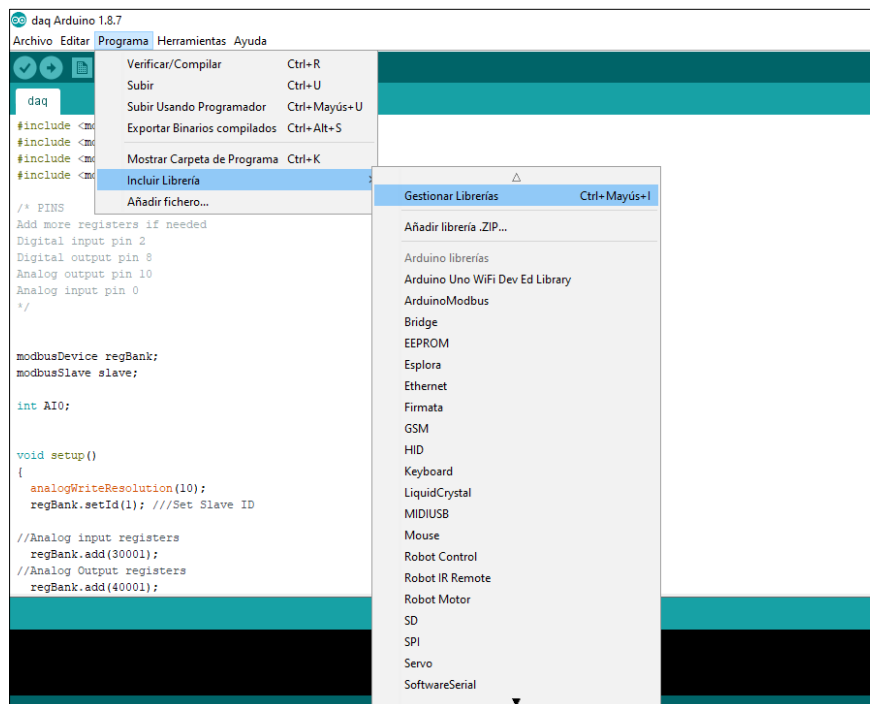 daq Arduino 1.8.7
Archivo Editar Programa Herramientas Ayuda
Verificar/Compilar Ctrl+R
Subir Ctrl+U
Subir Usando Programador Ctrl+Mayús+U
Exportar Binarios compilados Ctrl+Alt+S
Mostrar Carpeta de Programa Ctrl+K
Incluir Librería
Añadir fichero...
Gestionar Librerías Ctrl+Mayús+I
Añadir librería .ZIP...
Arduino librerías
Arduino Uno WiFi Dev Ed Library
ArduinoModbus
Bridge
EEPROM
Esplora
Ethernet
Firmata
GSM
HID
Keyboard
LiquidCrystal
MIDIUSB
Mouse
Robot Control
Robot IR Remote
Robot Motor
SD
SPI
Servo
SoftwareSerial
daq
#include
#include
#include
#include
/* PINS
Add more registers if needed
Digital input pin 2
Digital output pin 8
Analog output pin 10
Analog input pin 0
*/
modbusDevice regBank;
modbusSlave slave;
int AI0;
void setup()
{
analogWriteResolution(10);
regBank.setId(1); ///Set Slave ID
//Analog input registers
regBank.add(30001);
//Analog Output registers
regBank.add(40001);